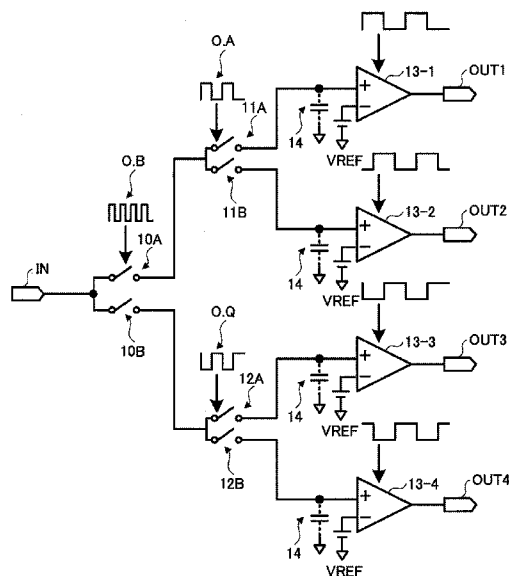 O.A
13-1
OUT1
11A
14
VREF
O.B
11B
13-2
OUT2
10A
IN
14
VREF
10B
O.Q
13-3
OUT3
12A
14
VREF
12B
13-4
OUT4
14
VREF